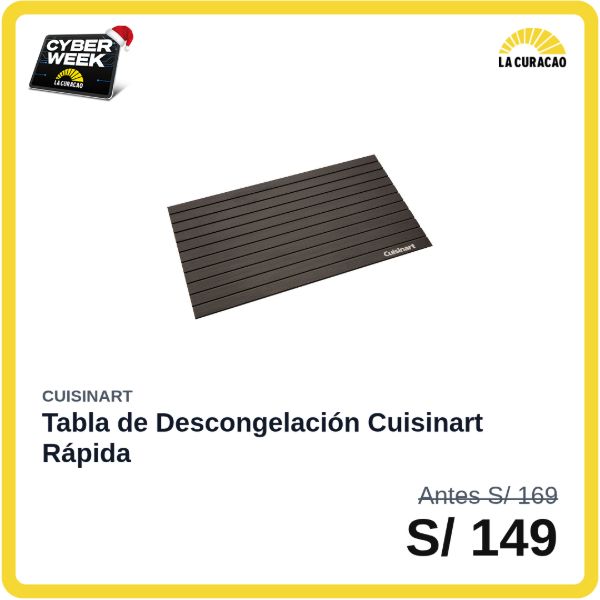 CYBER
WEEK
LA CURACAO
LA CURACAO
Cuisinart
CUISINART
Tabla de Descongelación Cuisinart
Rápida
Antes S/ 169
S/ 149